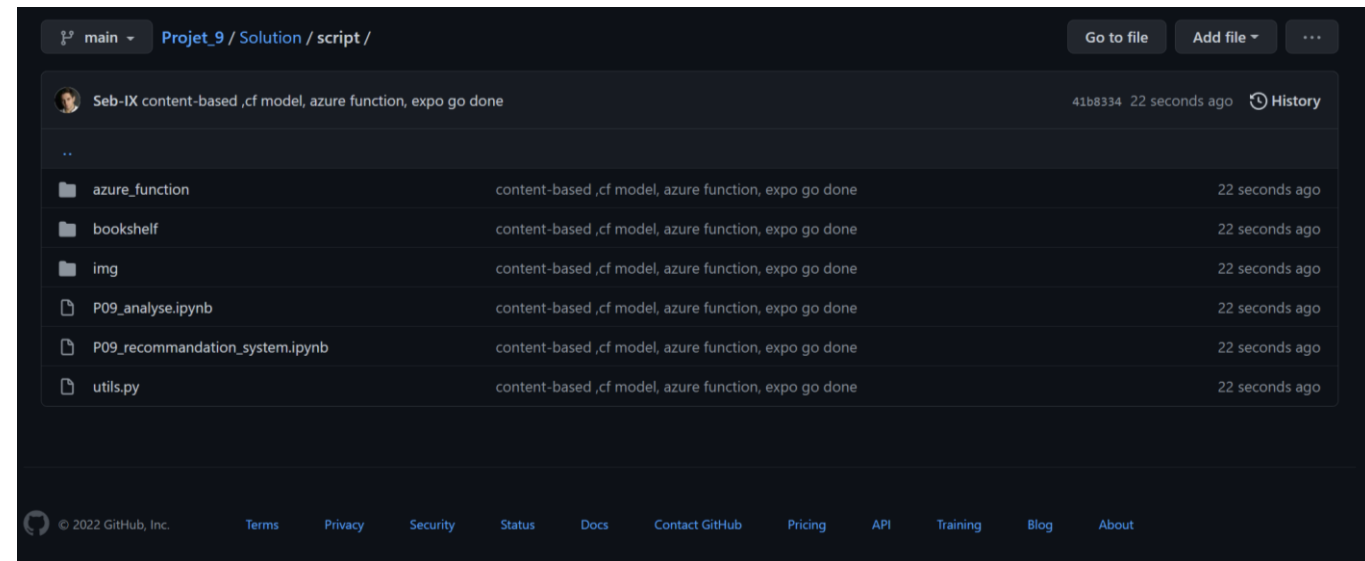 main Projet_9 / Solution / script / Go to file Add file ...
Seb-IX content-based ,cf model, azure function, expo go done 41b8334 22 seconds ago History
..
azure_function content-based ,cf model, azure function, expo go done 22 seconds ago
bookshelf content-based ,cf model, azure function, expo go done 22 seconds ago
img content-based ,cf model, azure function, expo go done 22 seconds ago
P09_analyse.ipynb content-based ,cf model, azure function, expo go done 22 seconds ago
P09_recommandation_system.ipynb content-based ,cf model, azure function, expo go done 22 seconds ago
utils.py content-based ,cf model, azure function, expo go done 22 seconds ago
© 2022 GitHub, Inc. Terms Privacy Security Status Docs Contact GitHub Pricing API Training Blog About